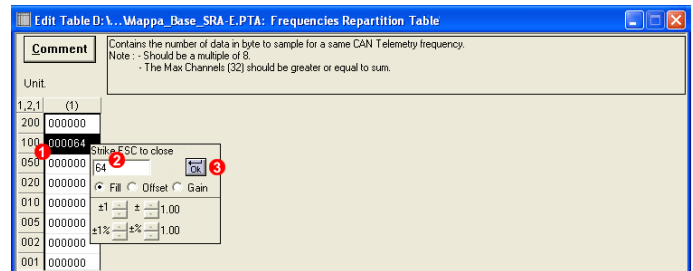 Edit Table D:\...\Mappa_Base_SRA-E.PTA: Frequencies Repartition Table
Comment
Contains the number of data in byte to sample for a same CAN Telemetry frequency.
Note : - Should be a multiple of 8.
- The Max Channels (32) should be greater or equal to sum.
Unit.
1,2,1 (1)
200 000000
100 000064
050 000000
020 000000
010 000000
005 000000
002 000000
001 000000
1
Strike ESC to close
64
2
Ok
3
Fill Offset Gain
±1 ± 1.00
±1% ±% 1.00